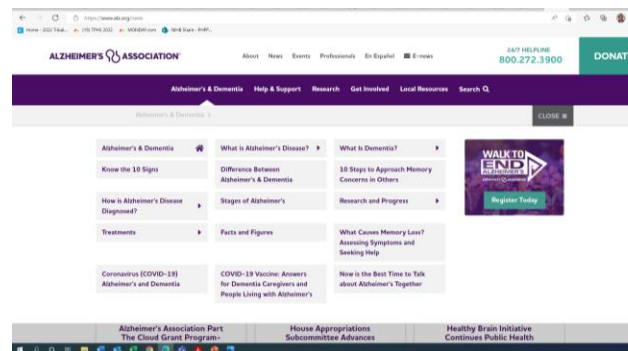 https://www.alz.org/news
ALZHEIMER'S ASSOCIATION
About News Events Professionals En Español E-news
24/7 HELPLINE
800.272.3900
DONAT
Alzheimer's & Dementia Help & Support Research Get Involved Local Resources Search
Alzheimer's & Dementia >
CLOSE
Alzheimer's & Dementia
What is Alzheimer's Disease?
What Is Dementia?
Know the 10 Signs
Difference Between
Alzheimer's & Dementia
10 Steps to Approach Memory
Concerns in Others
How is Alzheimer's Disease
Diagnosed?
Stages of Alzheimer's
Research and Progress
Treatments
Facts and Figures
What Causes Memory Loss?
Assessing Symptoms and
Seeking Help
Coronavirus (COVID-19)
Alzheimer's and Dementia
COVID-19 Vaccine: Answers
for Dementia Caregivers and
People Living with Alzheimer's
Now is the Best Time to Talk
about Alzheimer's Together
WALK TO
END
ALZHEIMER'S
Register Today
Alzheimer's Association Part
The Cloud Grant Program-
House Appropriations
Subcommittee Advances
Healthy Brain Initiative
Continues Public Health